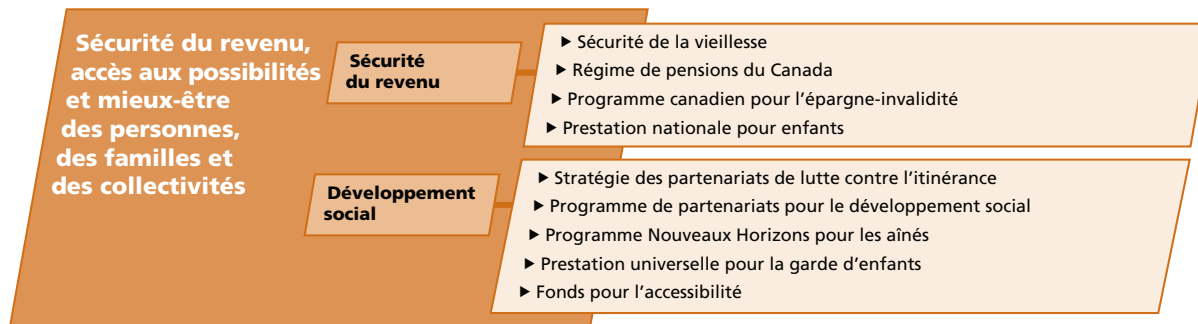 Sécurité du revenu,
accès aux possibilités
et mieux-être
des personnes,
des familles et
des collectivités
Sécurité
du revenu
▶ Sécurité de la vieillesse
▶ Régime de pensions du Canada
▶ Programme canadien pour l’épargne-invalidité
▶ Prestation nationale pour enfants
Développement
social
▶ Stratégie des partenariats de lutte contre l’itinérance
▶ Programme de partenariats pour le développement social
▶ Programme Nouveaux Horizons pour les aînés
▶ Prestation universelle pour la garde d’enfants
▶ Fonds pour l’accessibilité